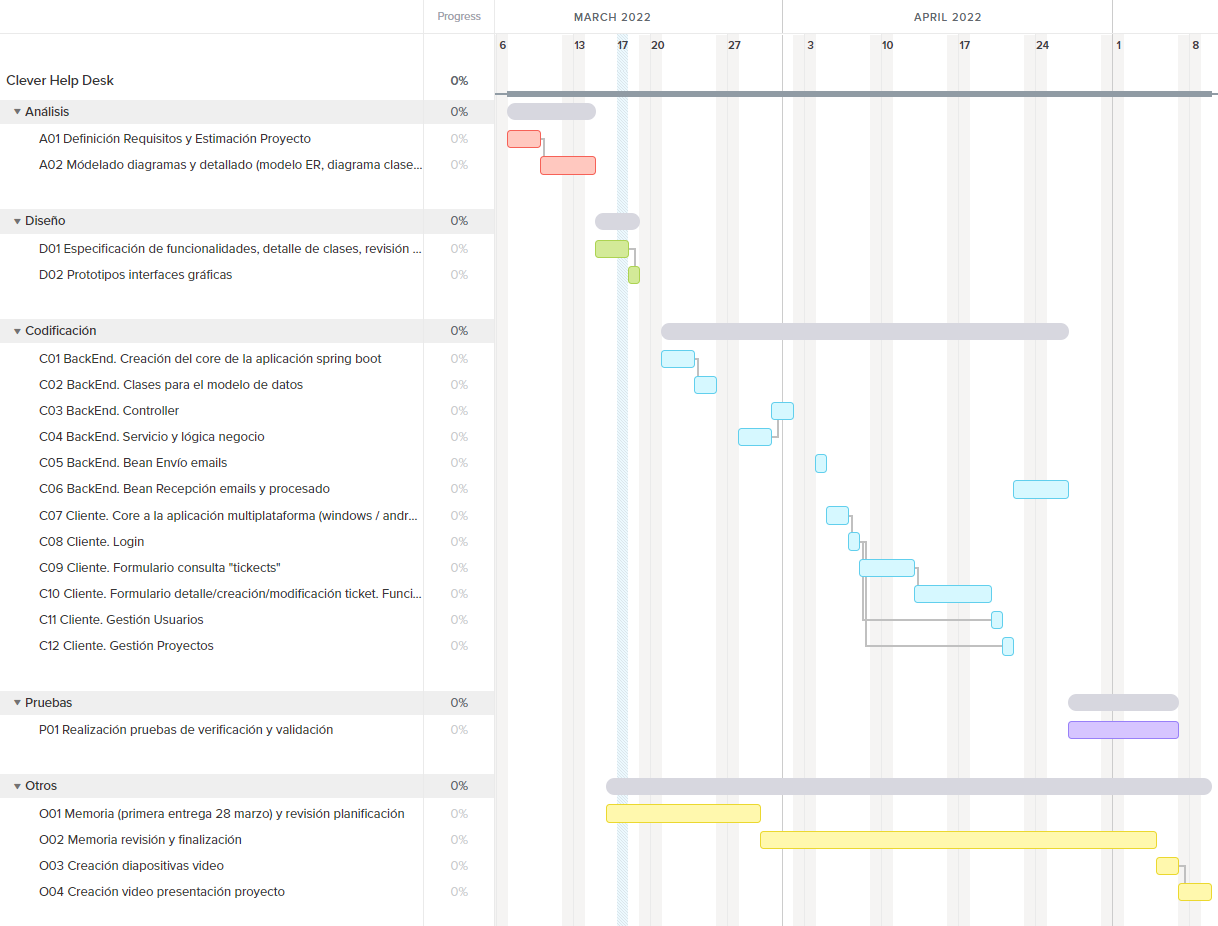 Progress MARCH 2022 APRIL 2022
6 13 17 20 27 3 10 17 24 1 8
Clever Help Desk 0%
Análisis 0%
A01 Definición Requisitos y Estimación Proyecto 0%
A02 Módelado diagramas y detallado (modelo ER, diagrama clase... 0%
Diseño 0%
D01 Especificación de funcionalidades, detalle de clases, revisión ... 0%
D02 Prototipos interfaces gráficas 0%
Codificación 0%
C01 BackEnd. Creación del core de la aplicación spring boot 0%
C02 BackEnd. Clases para el modelo de datos 0%
C03 BackEnd. Controller 0%
C04 BackEnd. Servicio y lógica negocio 0%
C05 BackEnd. Bean Envío emails 0%
C06 BackEnd. Bean Recepción emails y procesado 0%
C07 Cliente. Core a la aplicación multiplataforma (windows / andr... 0%
C08 Cliente. Login 0%
C09 Cliente. Formulario consulta "tickects" 0%
C10 Cliente. Formulario detalle/creación/modificación ticket. Funci... 0%
C11 Cliente. Gestión Usuarios 0%
C12 Cliente. Gestión Proyectos 0%
Pruebas 0%
P01 Realización pruebas de verificación y validación 0%
Otros 0%
O01 Memoria (primera entrega 28 marzo) y revisión planificación 0%
O02 Memoria revisión y finalización 0%
O03 Creación diapositivas video 0%
O04 Creación video presentación proyecto 0%